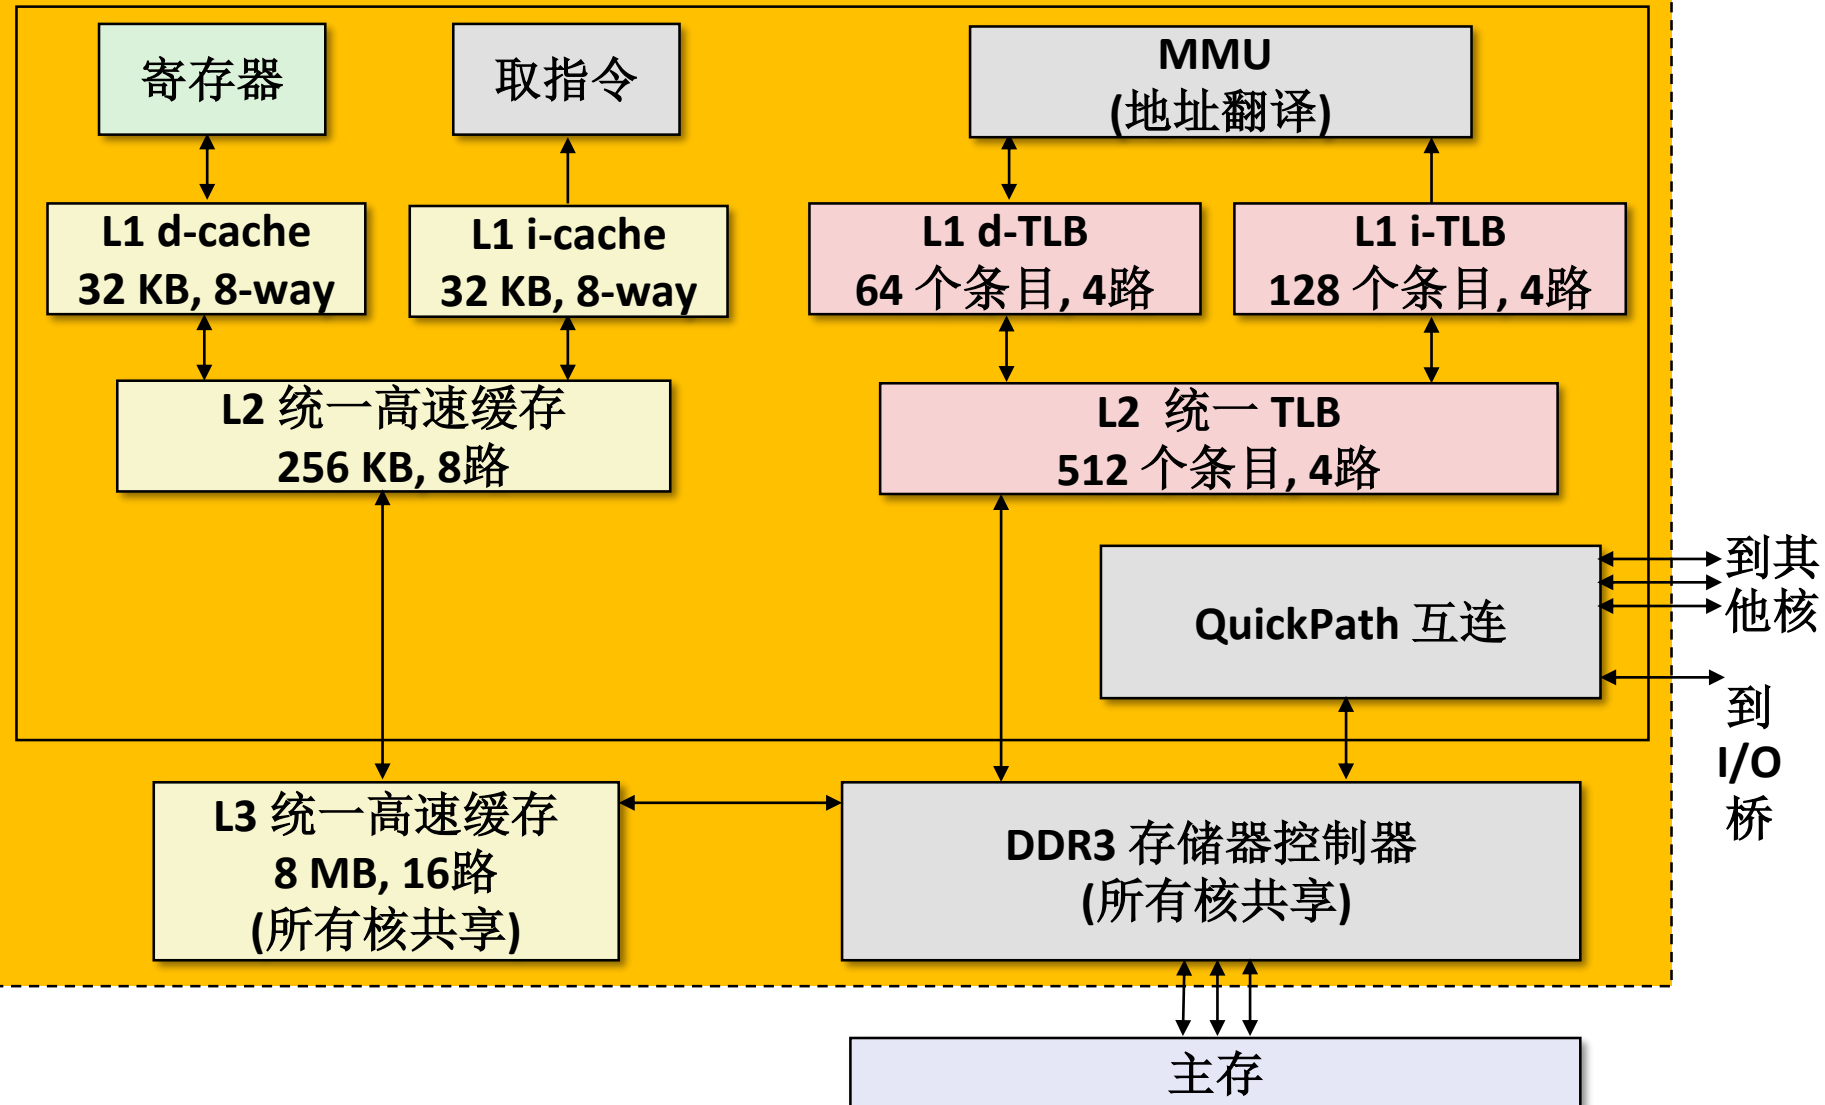 寄存器
取指令
MMU
(地址翻译)
L1 d-cache
32 KB, 8-way
L1 i-cache
32 KB, 8-way
L1 d-TLB
64 个条目, 4路
L1 i-TLB
128 个条目, 4路
L2 统一高速缓存
256 KB, 8路
L2 统一 TLB
512 个条目, 4路
QuickPath 互连
到其
他核
到
I/O
桥
L3 统一高速缓存
8 MB, 16路
(所有核共享)
DDR3 存储器控制器
(所有核共享)
主存